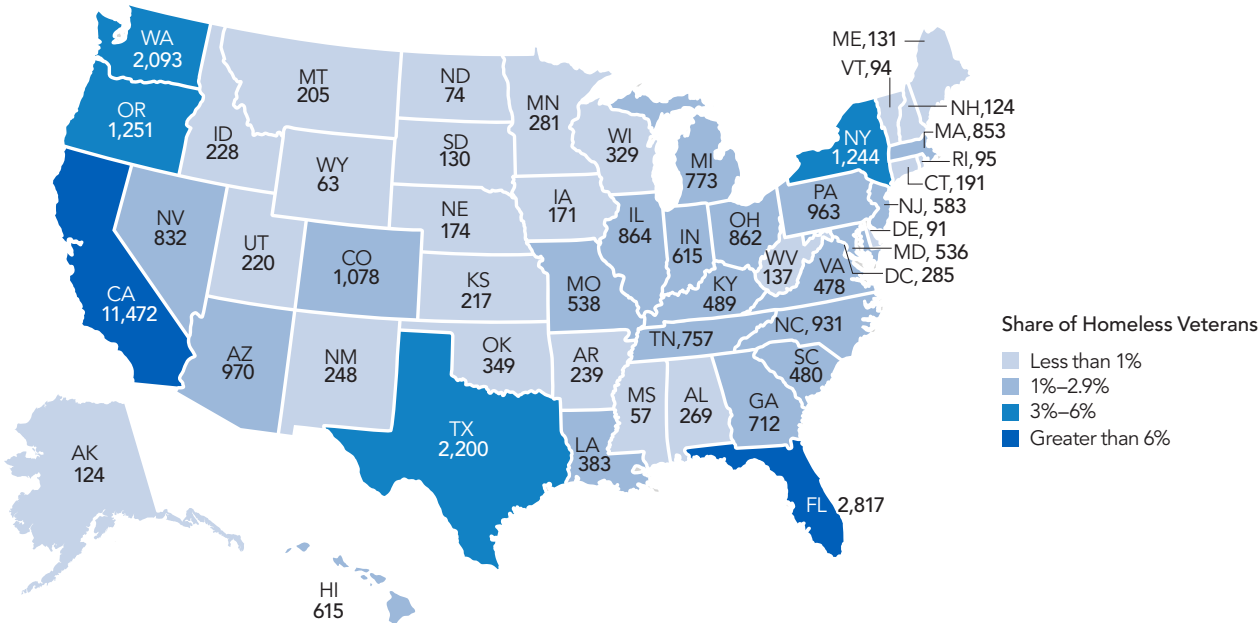 WA
2,093
OR
1,251
CA
11,472
NV
832
ID
228
MT
205
WY
63
UT
220
AZ
970
CO
1,078
NM
248
ND
74
SD
130
NE
174
KS
217
OK
349
TX
2,200
MN
281
IA
171
MO
538
AR
239
LA
383
WI
329
IL
864
MS
57
MI
773
IN
615
KY
489
TN,757
AL
269
OH
862
WV
137
GA
712
FL 2,817
SC
480
NC, 931
VA
478
PA
963
NY
1,244
ME,131
VT, 94
NH,124
MA, 853
RI, 95
CT, 191
NJ, 583
DE, 91
MD, 536
DC, 285
AK
124
HI
615
Share of Homeless Veterans
Less than 1%
1%–2.9%
3%–6%
Greater than 6%